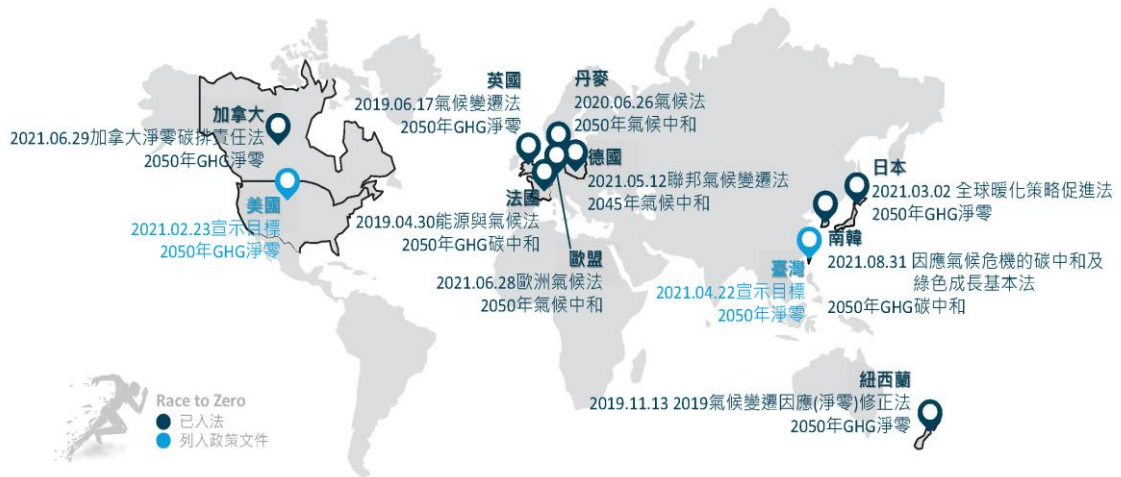 英國
2019.06.17氣候變遷法
2050年GHG淨零
丹麥
2020.06.26氣候法
2050年氣候中和
加拿大
2021.06.29加拿大淨零碳排責任法
2050年GHG淨零
德國
2021.05.12聯邦氣候變遷法
2045年氣候中和
日本
2021.03.02 全球暖化策略促進法
2050年GHG淨零
美國
2021.02.23宣示目標
2050年GHG淨零
法國
2019.04.30能源與氣候法
2050年GHG碳中和
南韓
2021.08.31 因應氣候危機的碳中和及
綠色成長基本法
2050年GHG碳中和
歐盟
2021.06.28歐洲氣候法
2050年氣候中和
臺灣
2021.04.22宣示目標
2050年淨零
紐西蘭
2019.11.13 2019氣候變遷因應(淨零)修正法
2050年GHG淨零
Race to Zero
已入法
列入政策文件